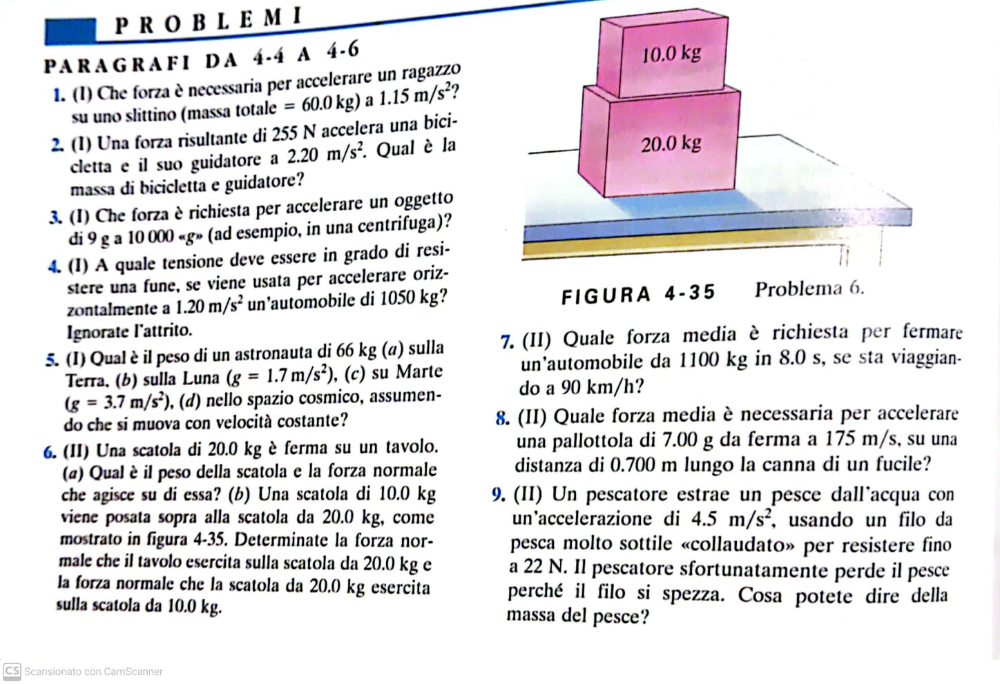 PROBLEMI
PARAGRAFI DA 4-4 A 4-6
1. (I) Che forza è necessaria per accelerare un ragazzo
su uno slittino (massa totale = 60.0 kg) a 1.15 m/s²?
2. (I) Una forza risultante di 255 N accelera una bici-
cletta e il suo guidatore a 2.20 m/s². Qual è la
massa di bicicletta e guidatore?
3. (I) Che forza è richiesta per accelerare un oggetto
di 9 g a 10 000 «g» (ad esempio, in una centrifuga)?
4. (I) A quale tensione deve essere in grado di resi-
stere una fune, se viene usata per accelerare oriz-
zontalmente a 1.20 m/s² un'automobile di 1050 kg?
Ignorate l'attrito.
5. (I) Qual è il peso di un astronauta di 66 kg (a) sulla
Terra, (b) sulla Luna (g = 1.7 m/s²), (c) su Marte
(g = 3.7 m/s²), (d) nello spazio cosmico, assumen-
do che si muova con velocità costante?
6. (II) Una scatola di 20.0 kg è ferma su un tavolo.
(a) Qual è il peso della scatola e la forza normale
che agisce su di essa? (b) Una scatola di 10.0 kg
viene posata sopra alla scatola da 20.0 kg, come
mostrato in figura 4-35. Determinate la forza nor-
male che il tavolo esercita sulla scatola da 20.0 kg e
la forza normale che la scatola da 20.0 kg esercita
sulla scatola da 10.0 kg.
10.0 kg
20.0 kg
FIGURA 4-35 Problema 6.
7. (II) Quale forza media è richiesta per fermare
un'automobile da 1100 kg in 8.0 s, se sta viaggian-
do a 90 km/h?
8. (II) Quale forza media è necessaria per accelerare
una pallottola di 7.00 g da ferma a 175 m/s, su una
distanza di 0.700 m lungo la canna di un fucile?
9. (II) Un pescatore estrae un pesce dall'acqua con
un'accelerazione di 4.5 m/s², usando un filo da
pesca molto sottile «collaudato» per resistere fino
a 22 N. Il pescatore sfortunatamente perde il pesce
perché il filo si spezza. Cosa potete dire della
massa del pesce?
CS Scansionato con CamScanner